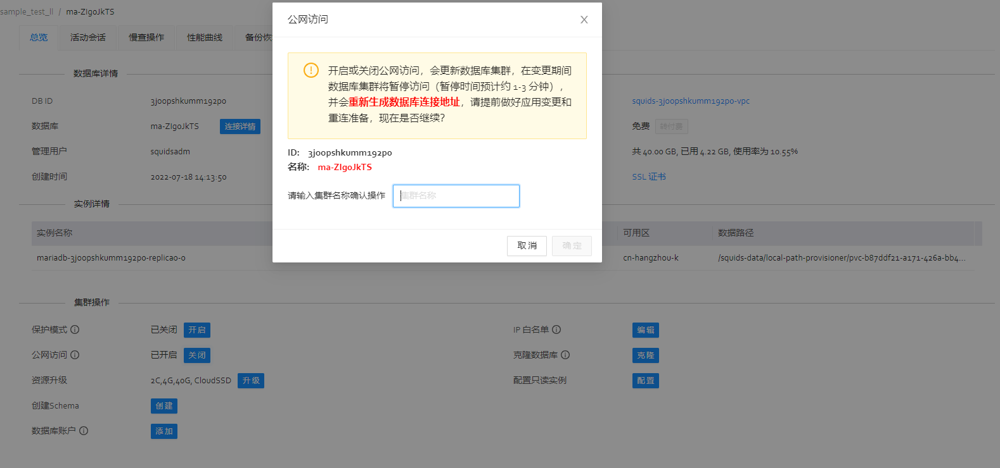 sample_test_ll / ma-ZIgoJkTS
总览 活动会话 慢查操作 性能曲线 备份恢
公网访问
开启或关闭公网访问，会更新数据库集群，在变更期间
数据库集群将暂停访问（暂停时间预计约 1-3 分钟），
并会重新生成数据库连接地址，请提前做好应用变更和
重连准备，现在是否继续？
ID: 3joopshkumm192po
名称: ma-ZIgoJkTS
请输入集群名称确认操作 集群名称
取 消 确 定
数据库详情
DB ID 3joopshkumm192po squids-3joopshkumm192po-vpc
数据库 ma-ZIgoJkTS 连接详情 免费 转付费
管理用户 squidsadm 共 40.00 GB, 已用 4.22 GB, 使用率为 10.55%
创建时间 2022-07-18 14:13:50 SSL 证书
实例详情
实例名称 可用区 数据路径
mariadb-3joopshkumm192po-replica0-0 cn-hangzhou-k /squids-data/local-path-provisioner/pvc-b87ddf21-a171-426a-bb4...
集群操作
保护模式 已关闭 开 启 IP 白名单 编 辑
公网访问 已开启 关 闭 克隆数据库 克 隆
资源升级 2C,4G,40G, CloudSSD 升 级 配置只读实例 配 置
创建Schema 创 建
数据库账户 添 加